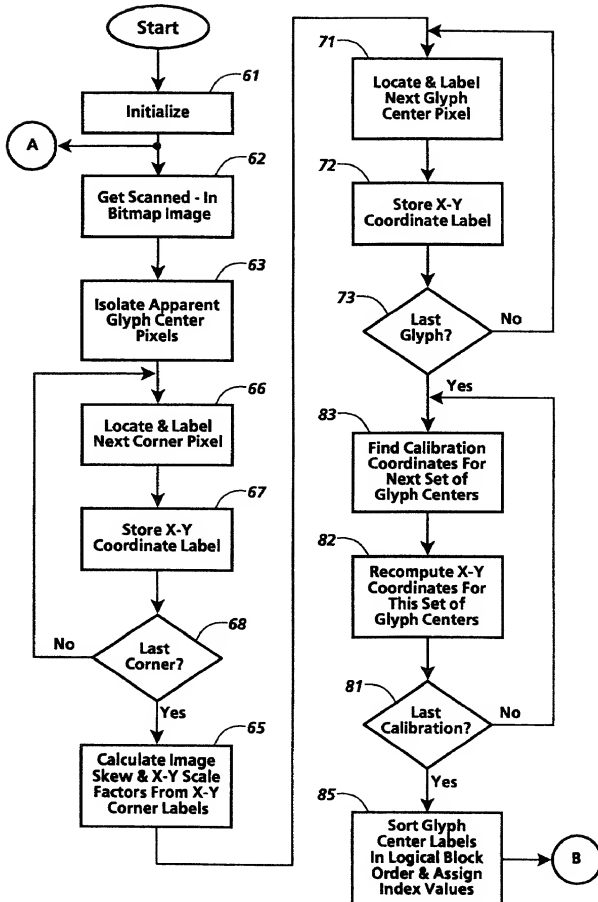 Start
61
Initialize
A
62
Get Scanned - In
Bitmap Image
63
Isolate Apparent
Glyph Center
Pixels
66
Locate & Label
Next Corner Pixel
67
Store X-Y
Coordinate Label
68
Last
Corner?
No
Yes
65
Calculate Image
Skew & X-Y Scale
Factors From X-Y
Corner Labels
71
Locate & Label
Next Glyph
Center Pixel
72
Store X-Y
Coordinate Label
73
Last
Glyph?
No
Yes
83
Find Calibration
Coordinates For
Next Set of
Glyph Centers
82
Recompute X-Y
Coordinates For
This Set of
Glyph Centers
81
Last
Calibration?
No
Yes
85
Sort Glyph
Center Labels
In Logical Block
Order & Assign
Index Values
B